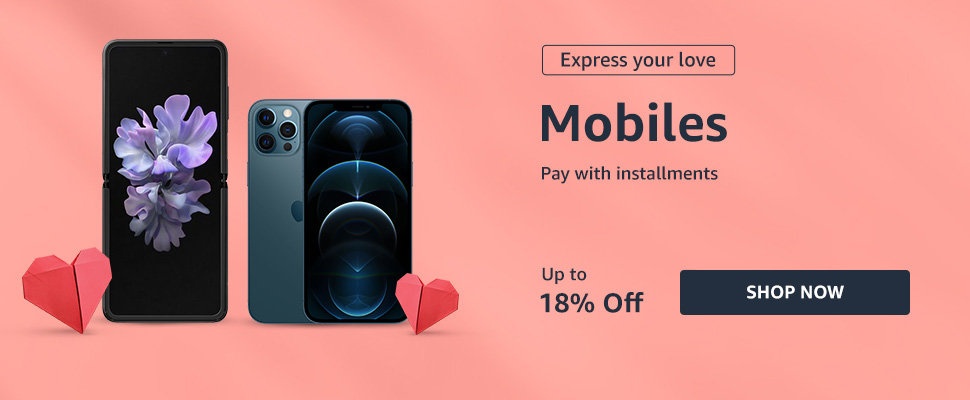 Express your love
Mobiles
Pay with installments
Up to
18% Off
SHOP NOW